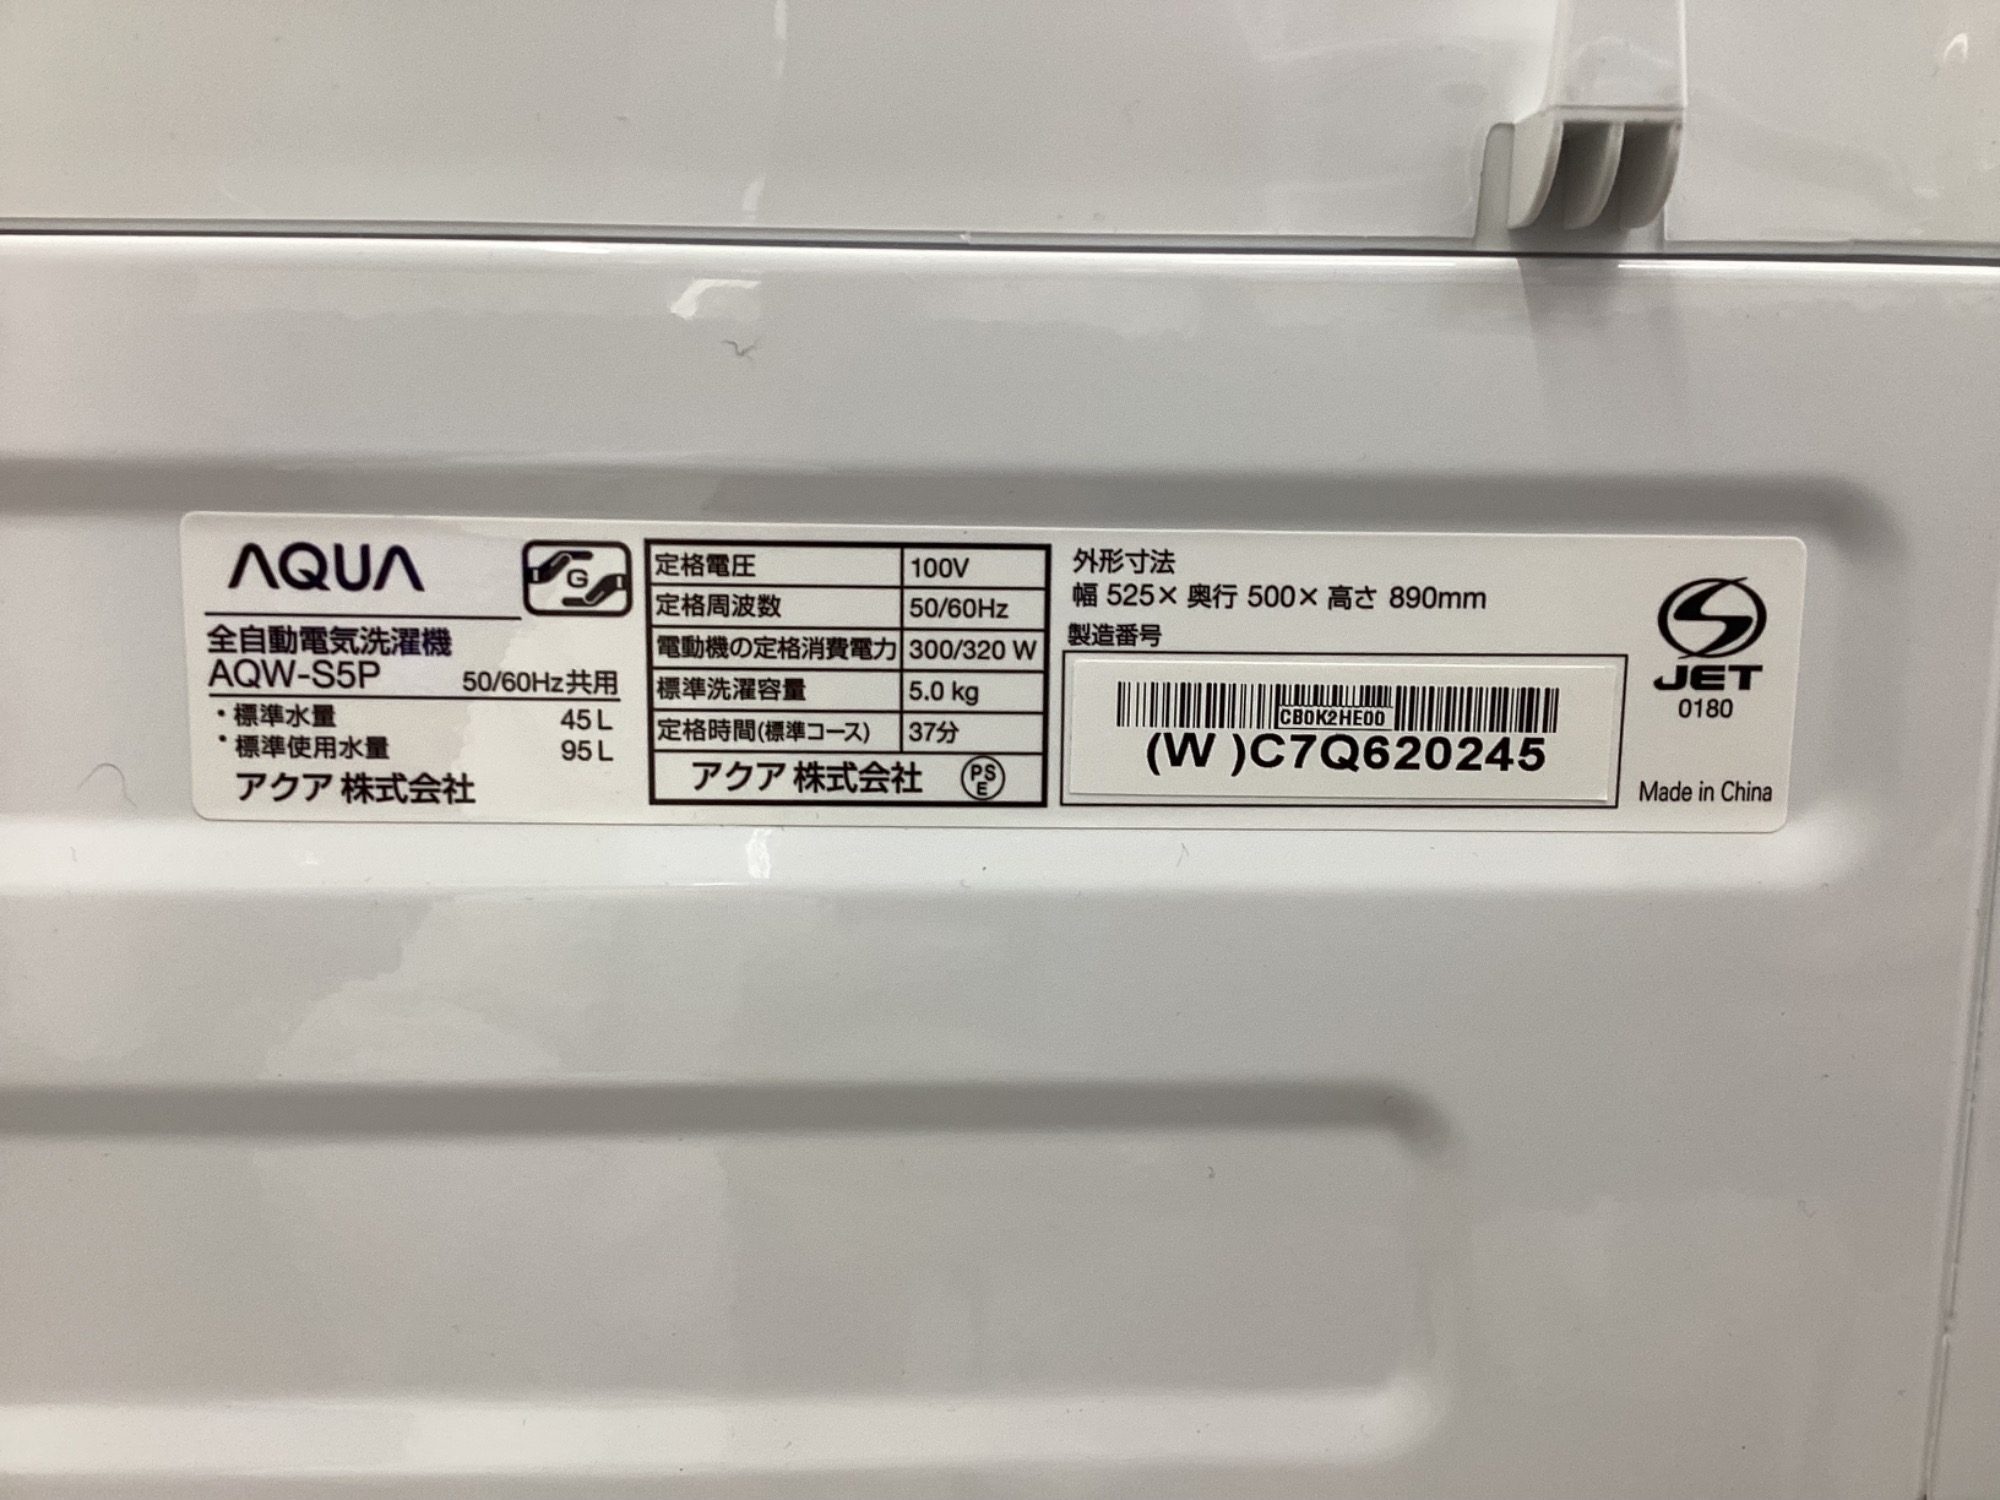 AQUA
G
全自動電気洗濯機
AQW-S5P 50/60Hz共用
・標準水量 45L
・標準使用水量 95L
アクア株式会社
定格電圧 100V
定格周波数 50/60Hz
電動機の定格消費電力 300/320 W
標準洗濯容量 5.0 kg
定格時間(標準コース) 37分
アクア株式会社 PSE
外形寸法
幅 525×奥行 500×高さ 890mm
製造番号
CB0K2HE00
(W )C7Q620245
JET
0180
Made in China